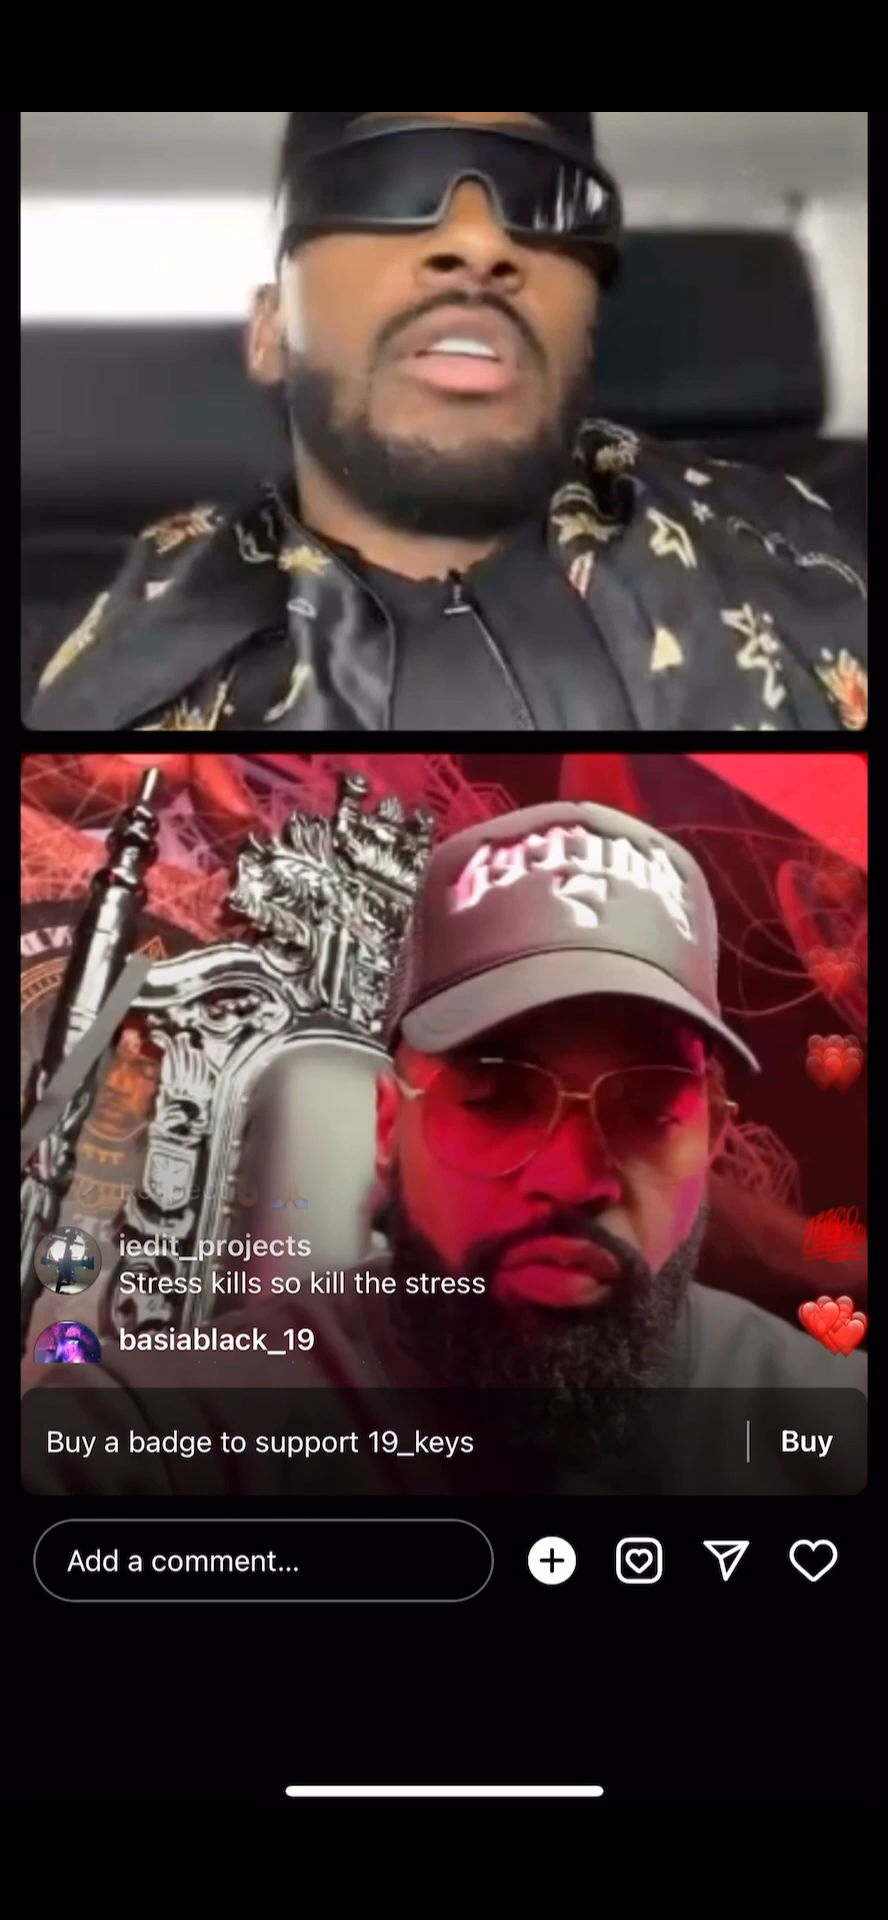 iedit_projects
Stress kills so kill the stress
basiablack_19
Buy a badge to support 19_keys
Buy
Add a comment...